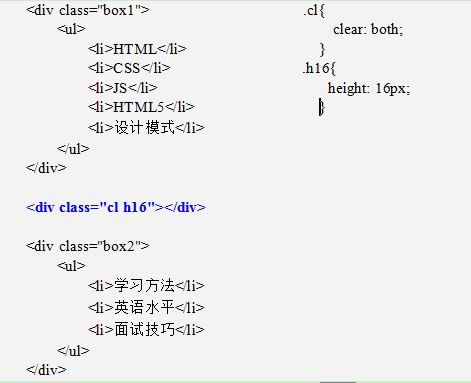 <div class="box1">
<ul>
<li>HTML</li>
<li>CSS</li>
<li>JS</li>
<li>HTML5</li>
<li>设计模式</li>
</ul>
</div>
<div class="cl h16"></div>
<div class="box2">
<ul>
<li>学习方法</li>
<li>英语水平</li>
<li>面试技巧</li>
</ul>
</div>
.cl{
clear: both;
}
.h16{
height: 16px;
}